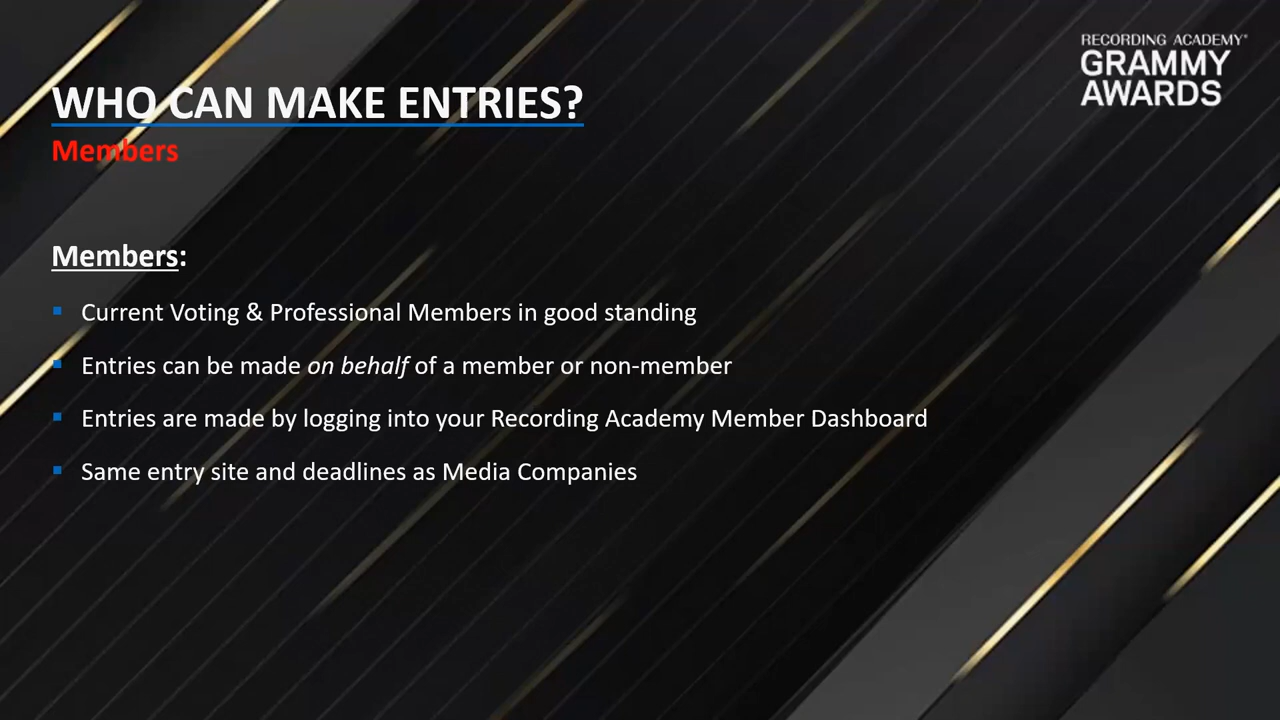 RECORDING ACADEMY®
GRAMMY
AWARDS
WHO CAN MAKE ENTRIES?
Members
Members:
Current Voting & Professional Members in good standing
Entries can be made on behalf of a member or non-member
Entries are made by logging into your Recording Academy Member Dashboard
Same entry site and deadlines as Media Companies